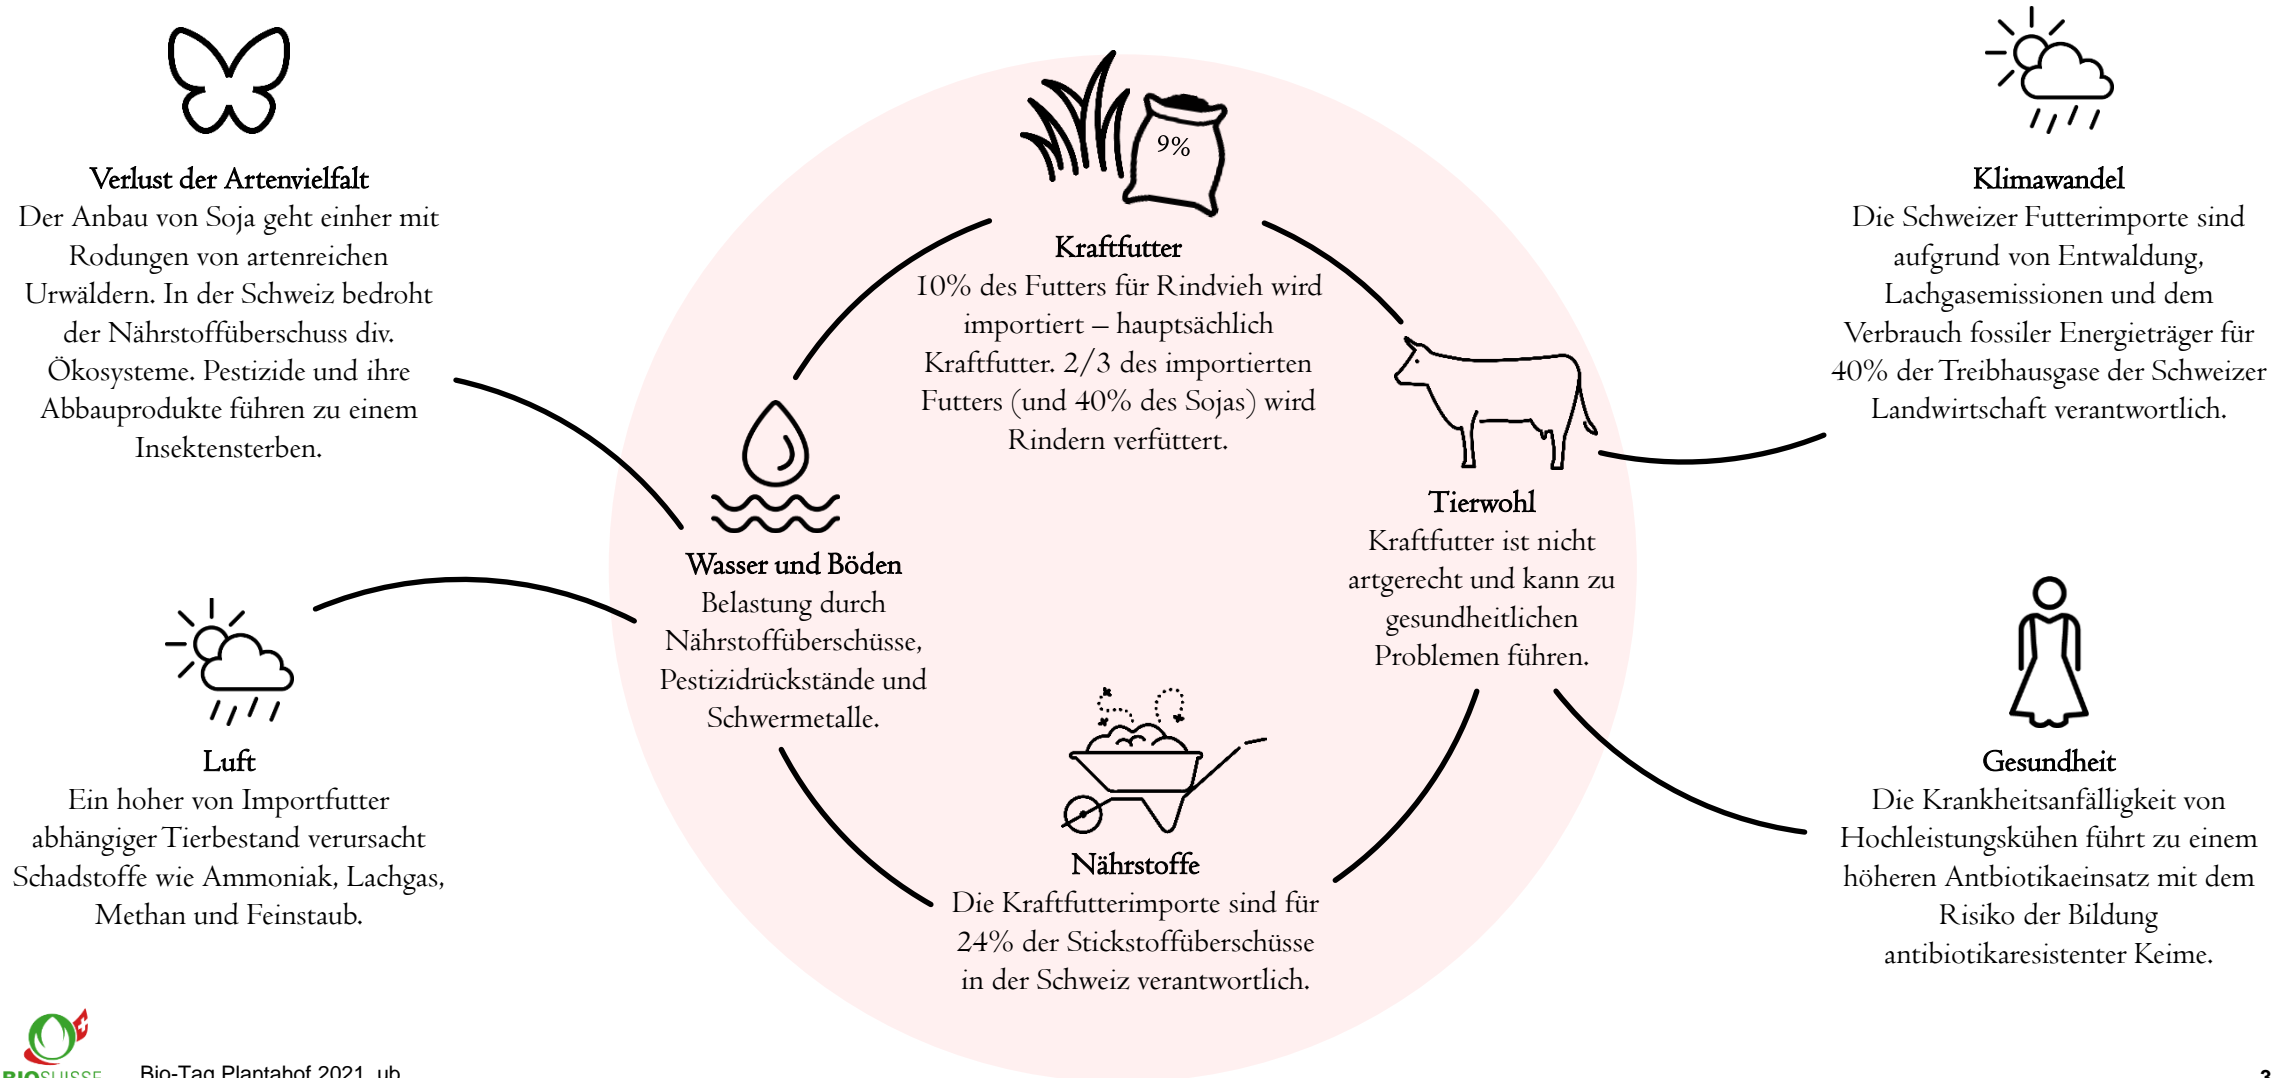 Verlust der Artenvielfalt
Der Anbau von Soja geht einher mit
Rodungen von artenreichen
Urwäldern. In der Schweiz bedroht
der Nährstoffüberschuss div.
Ökosysteme. Pestizide und ihre
Abbauprodukte führen zu einem
Insektensterben.
Luft
Ein hoher von Importfutter
abhängiger Tierbestand verursacht
Schadstoffe wie Ammoniak, Lachgas,
Methan und Feinstaub.
9%
Kraftfutter
10% des Futters für Rindvieh wird
importiert – hauptsächlich
Kraftfutter. 2/3 des importierten
Futters (und 40% des Sojas) wird
Rindern verfüttert.
Wasser und Böden
Belastung durch
Nährstoffüberschüsse,
Pestizidrückstände und
Schwermetalle.
Tierwohl
Kraftfutter ist nicht
artgerecht und kann zu
gesundheitlichen
Problemen führen.
Nährstoffe
Die Kraftfutterimporte sind für
24% der Stickstoffüberschüsse
in der Schweiz verantwortlich.
Klimawandel
Die Schweizer Futterimporte sind
aufgrund von Entwaldung,
Lachgasemissionen und dem
Verbrauch fossiler Energieträger für
40% der Treibhausgase der Schweizer
Landwirtschaft verantwortlich.
Gesundheit
Die Krankheitsanfälligkeit von
Hochleistungskühen führt zu einem
höheren Antbiotikaeinsatz mit dem
Risiko der Bildung
antibiotikaresistenter Keime.
BIOSUISSE
Bio-Tag Plantahof 2021, ub
3